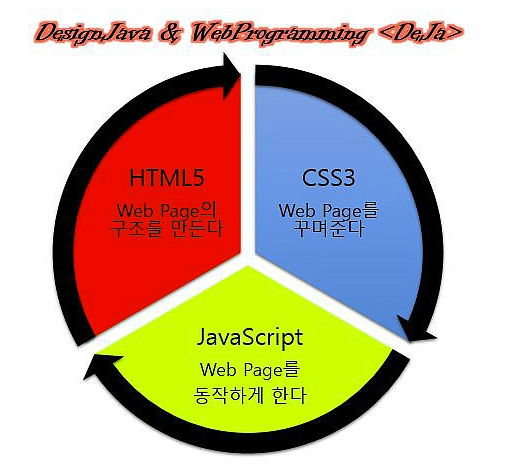 DesignJava & WebProgramming <DeJa>
HTML5
Web Page의
구조를 만든다
CSS3
Web Page를
꾸며준다
JavaScript
Web Page를
동작하게 한다